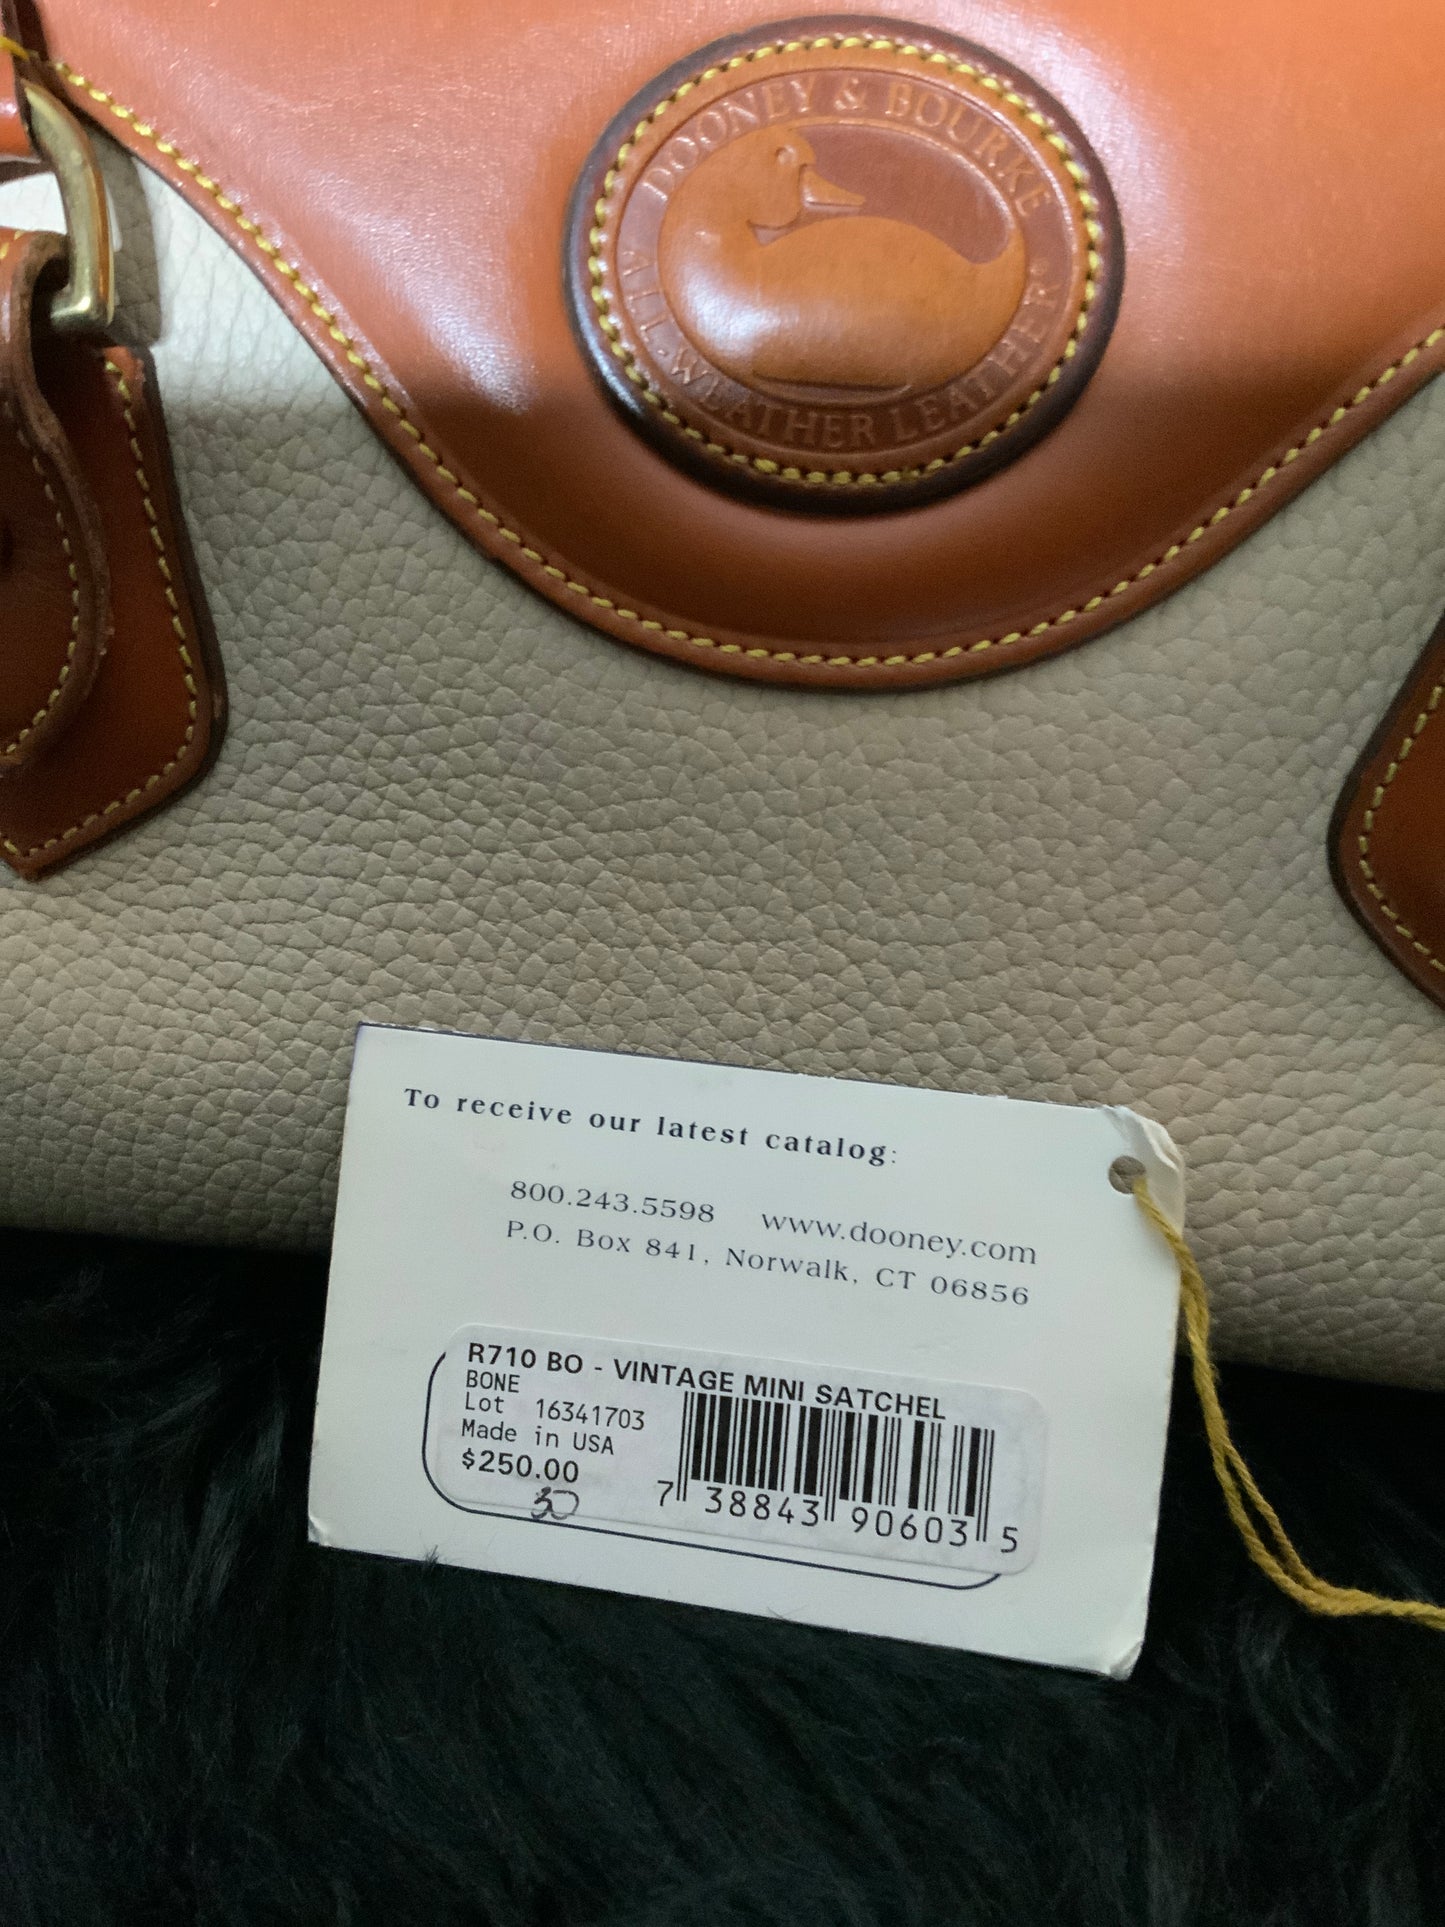 DOONEY & BOURKE
ALL-WEATHER LEATHER®
To receive our latest catalog:
800.243.5598 www.dooney.com
P.O. Box 841, Norwalk, CT 06856
R710 BO - VINTAGE MINI SATCHEL
BONE
Lot 16341703
Made in USA
$250.00
30
7 38843 90603 5